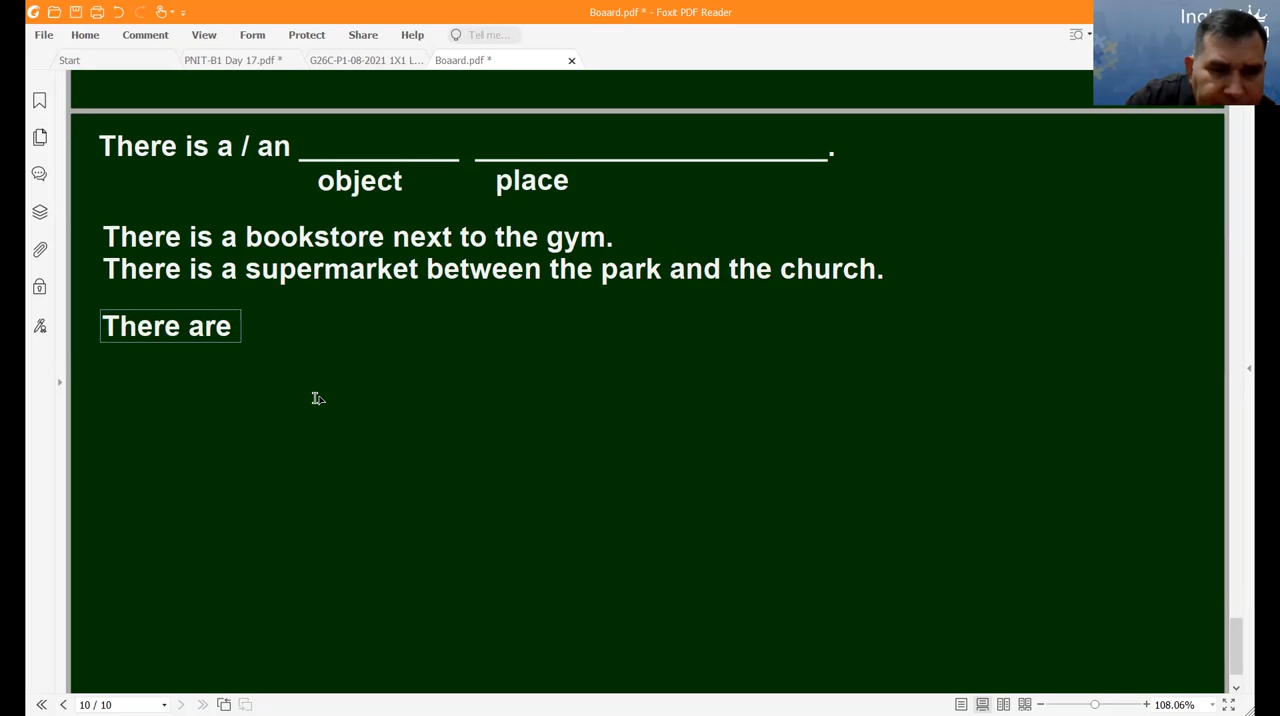 Boaard.pdf * - Foxit PDF Reader
File Home Comment View Form Protect Share Help Tell me...
Start PNIT-B1 Day 17.pdf * G26C-P1-08-2021 1X1 L... Boaard.pdf *
There is a / an __________ ______________________.
object place
There is a bookstore next to the gym.
There is a supermarket between the park and the church.
There are
10 / 10 108.06%